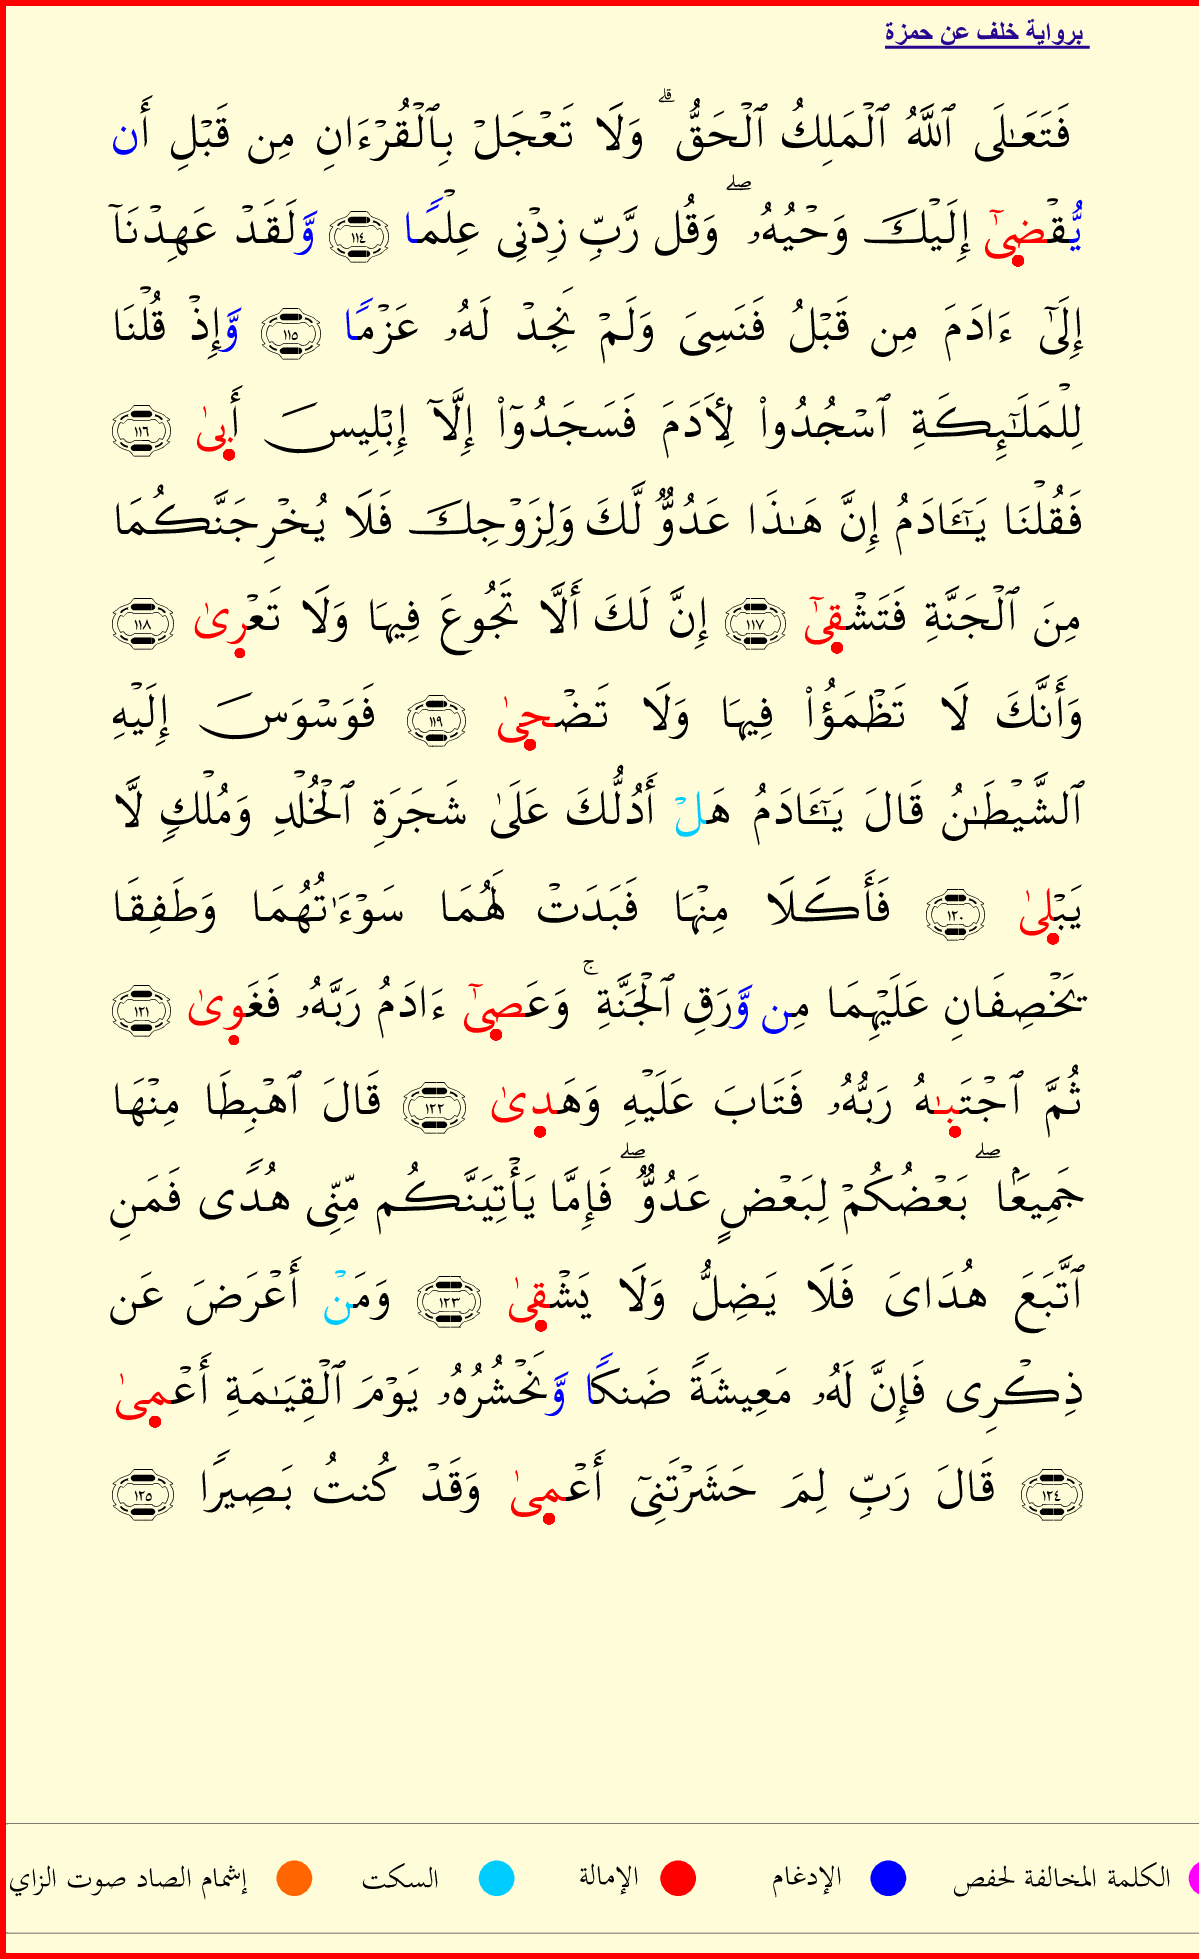 برواية خلف عن حمزة
فَتَعَـٰلَى ٱللَّهُ ٱلْمَلِكُ ٱلْحَقُّ ۗ وَلَا تَعْجَلْ بِٱلْقُرْءَانِ مِن قَبْلِ أَن
يُّقْضِىٰٓ إِلَيْكَ وَحْيُهُۥ ۖ وَقُل رَّبِّ زِدْنِى عِلْمًا ١١٤ وَّلَقَدْ عَهِدْنَآ
إِلَىٰٓ ءَادَمَ مِن قَبْلُ فَنَسِىَ وَلَمْ نَجِدْ لَهُۥ عَزْمًا ١١٥ وَّإِذْ قُلْنَا
لِلْمَلَـٰٓئِكَةِ ٱسْجُدُوا۟ لِـَٔادَمَ فَسَجَدُوٓا۟ إِلَّآ إِبْلِيسَ أَبِىٰ ١١٦
فَقُلْنَا يَـٰٓـَٔادَمُ إِنَّ هَـٰذَا عَدُوٌّ لَّكَ وَلِزَوْجِكَ فَلَا يُخْرِجَنَّكُمَا
مِنَ ٱلْجَنَّةِ فَتَشْقِىٰٓ ١١٧ إِنَّ لَكَ أَلَّا تَجُوعَ فِيهَا وَلَا تَعْرِىٰ ١١٨
وَأَنَّكَ لَا تَظْمَؤُا۟ فِيهَا وَلَا تَضْحِىٰ ١١٩ فَوَسْوَسَ إِلَيْهِ
ٱلشَّيْطَـٰنُ قَالَ يَـٰٓـَٔادَمُ هَلْ أَدُلُّكَ عَلَىٰ شَجَرَةِ ٱلْخُلْدِ وَمُلْكٍ لَّا
يَبْلِىٰ ١٢٠ فَأَكَلَا مِنْهَا فَبَدَتْ لَهُمَا سَوْءَٰتُهُمَا وَطَفِقَا
يَخْصِفَانِ عَلَيْهِمَا مِن وَّرَقِ ٱلْجَنَّةِ ۚ وَعَصِىٰٓ ءَادَمُ رَبَّهُۥ فَغَوِىٰ ١٢١
ثُمَّ ٱجْتَبِـٰهُ رَبُّهُۥ فَتَابَ عَلَيْهِ وَهَدِىٰ ١٢٢ قَالَ ٱهْبِطَا مِنْهَا
جَمِيعًۢا ۖ بَعْضُكُمْ لِبَعْضٍ عَدُوٌّ ۖ فَإِمَّا يَأْتِيَنَّكُم مِّنِّى هُدًى فَمَنِ
ٱتَّبَعَ هُدَاىَ فَلَا يَضِلُّ وَلَا يَشْقِىٰ ١٢٣ وَمَنْ أَعْرَضَ عَن
ذِكْرِى فَإِنَّ لَهُۥ مَعِيشَةً ضَنكًا وَّنَحْشُرُهُۥ يَوْمَ ٱلْقِيَـٰمَةِ أَعْمِىٰ
١٢٤ قَالَ رَبِّ لِمَ حَشَرْتَنِىٓ أَعْمِىٰ وَقَدْ كُنتُ بَصِيرًا ١٢٥
الكلمة المخالفة لحفص الإدغام الإمالة السكت إشمام الصاد صوت الزاي